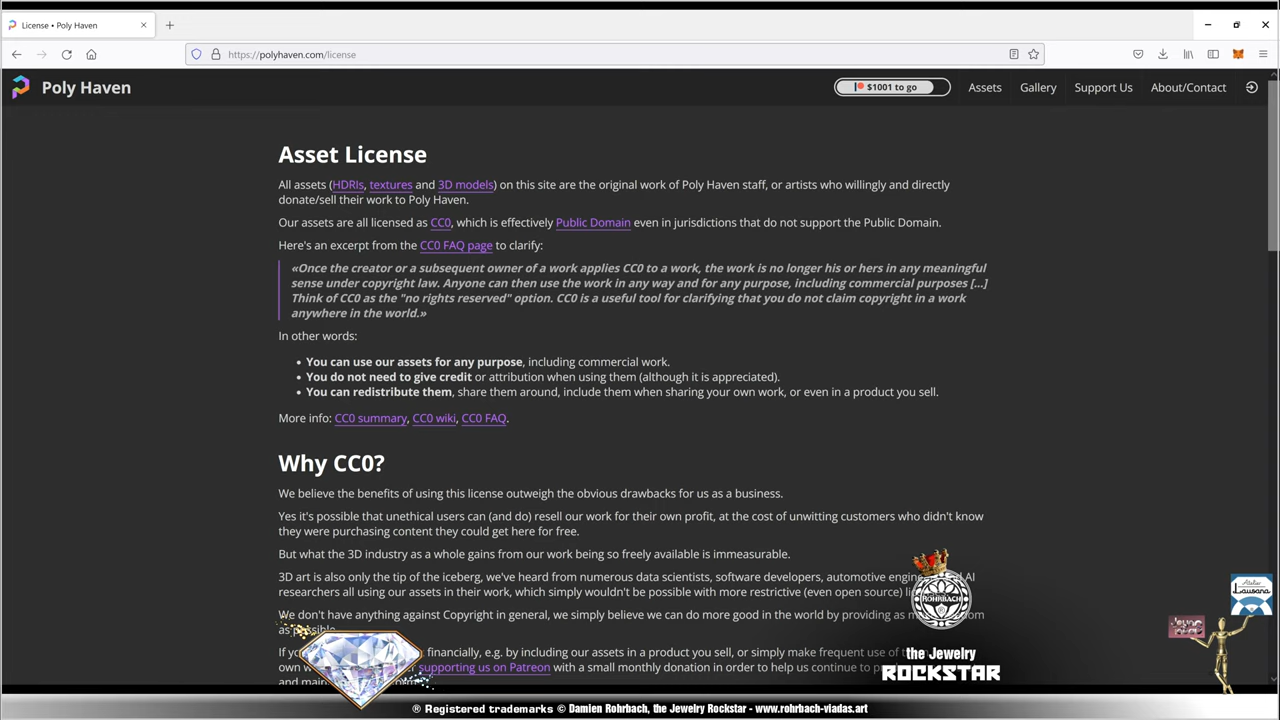 License • Poly Haven
https://polyhaven.com/license
Poly Haven
$1001 to go
Assets
Gallery
Support Us
About/Contact
Asset License
All assets (HDRIs, textures and 3D models) on this site are the original work of Poly Haven staff, or artists who willingly and directly
donate/sell their work to Poly Haven.
Our assets are all licensed as CC0, which is effectively Public Domain even in jurisdictions that do not support the Public Domain.
Here's an excerpt from the CC0 FAQ page to clarify:
«Once the creator or a subsequent owner of a work applies CC0 to a work, the work is no longer his or hers in any meaningful
sense under copyright law. Anyone can then use the work in any way and for any purpose, including commercial purposes [...]
Think of CC0 as the "no rights reserved" option. CC0 is a useful tool for clarifying that you do not claim copyright in a work
anywhere in the world.»
In other words:
• You can use our assets for any purpose, including commercial work.
• You do not need to give credit or attribution when using them (although it is appreciated).
• You can redistribute them, share them around, include them when sharing your own work, or even in a product you sell.
More info: CC0 summary, CC0 wiki, CC0 FAQ.
Why CC0?
We believe the benefits of using this license outweigh the obvious drawbacks for us as a business.
Yes it's possible that unethical users can (and do) resell our work for their own profit, at the cost of unwitting customers who didn't know
they were purchasing content they could get here for free.
But what the 3D industry as a whole gains from our work being so freely available is immeasurable.
3D art is also only the tip of the iceberg, we've heard from numerous data scientists, software developers, automotive engine AI
researchers all using our assets in their work, which simply wouldn't be possible with more restrictive (even open source) li
We don't have anything against Copyright in general, we simply believe we can do more good in the world by providing as m om
as possible.
If yo financially, e.g. by including our assets in a product you sell, or simply make frequent use of
own supporting us on Patreon with a small monthly donation in order to help us continue to p
and main
ROHRBACH
the Jewelry
ROCKSTAR
Atelier
Lausana
® Registered trademarks © Damien Rohrbach, the Jewelry Rockstar - www.rohrbach-viadas.art